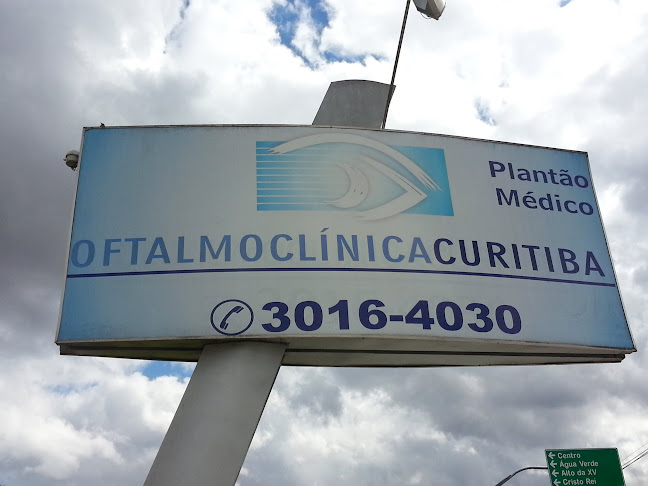 Plantão
Médico
OFTALMOCLÍNICACURITIBA
3016-4030
← Centro
← Água Verde
← Alto da XV
← Cristo Rei